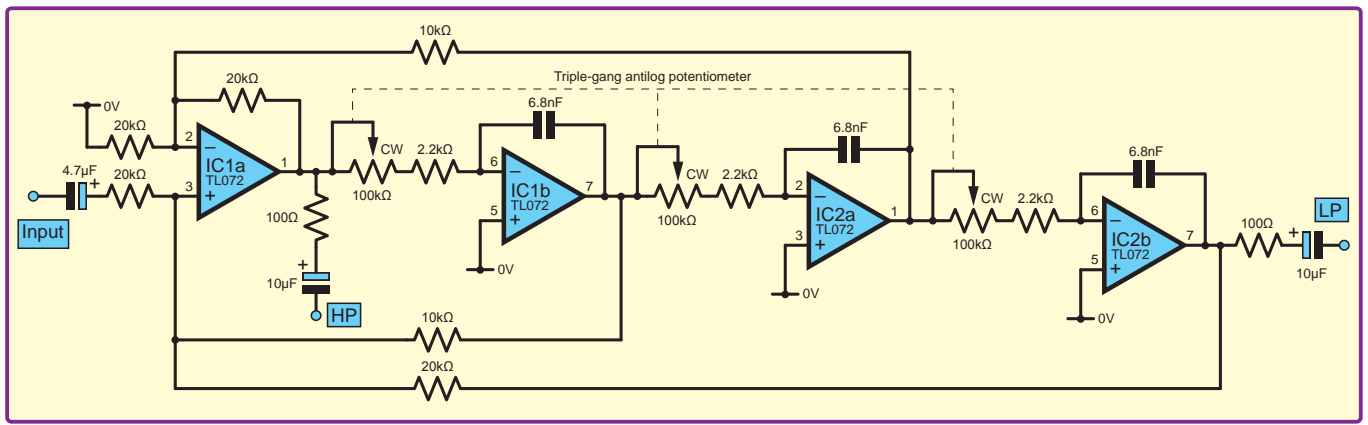 10kΩ
Triple-gang antilog potentiometer
20kΩ
0V
6.8nF
6.8nF
6.8nF
20kΩ
2
−
IC1a
TL072
1
3
+
CW
2.2kΩ
100kΩ
6
−
IC1b
TL072
7
5
+
0V
CW
2.2kΩ
100kΩ
2
−
IC2a
TL072
1
3
+
0V
CW
2.2kΩ
100kΩ
6
−
IC2b
TL072
7
5
+
0V
4.7µF
+
20kΩ
Input
100Ω
+
10µF
HP
100Ω
+
10µF
LP
10kΩ
20kΩ